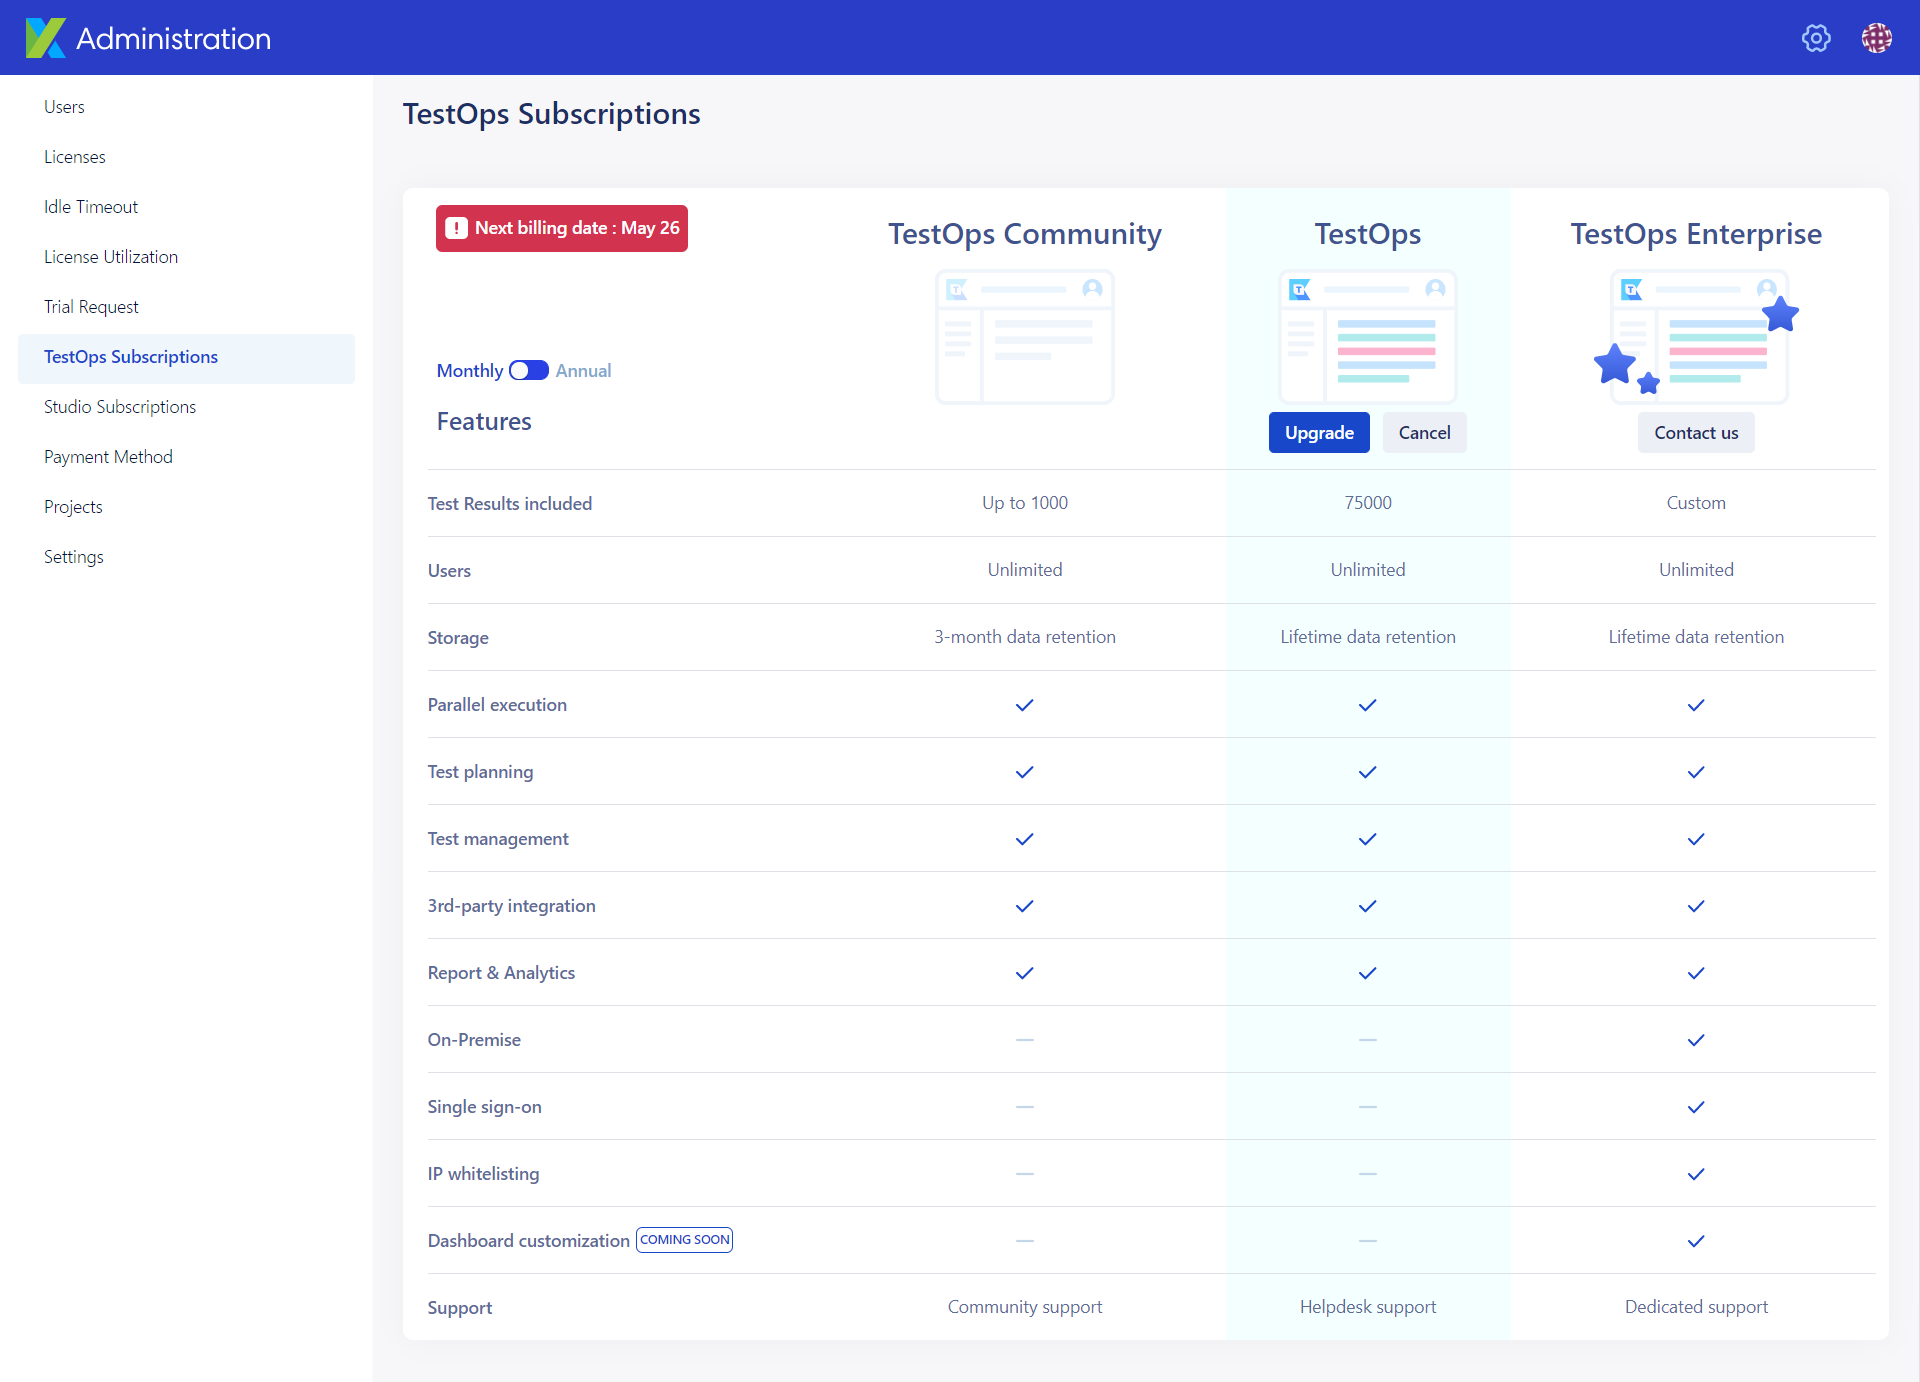 Administration
Users
Licenses
Idle Timeout
License Utilization
Trial Request
TestOps Subscriptions
Studio Subscriptions
Payment Method
Projects
Settings
TestOps Subscriptions
! Next billing date : May 26
Monthly Annual
Features
TestOps Community
TestOps
Upgrade Cancel
TestOps Enterprise
Contact us
Test Results included Up to 1000 75000 Custom
Users Unlimited Unlimited Unlimited
Storage 3-month data retention Lifetime data retention Lifetime data retention
Parallel execution
Test planning
Test management
3rd-party integration
Report & Analytics
On-Premise — —
Single sign-on — —
IP whitelisting — —
Dashboard customization COMING SOON — —
Support Community support Helpdesk support Dedicated support